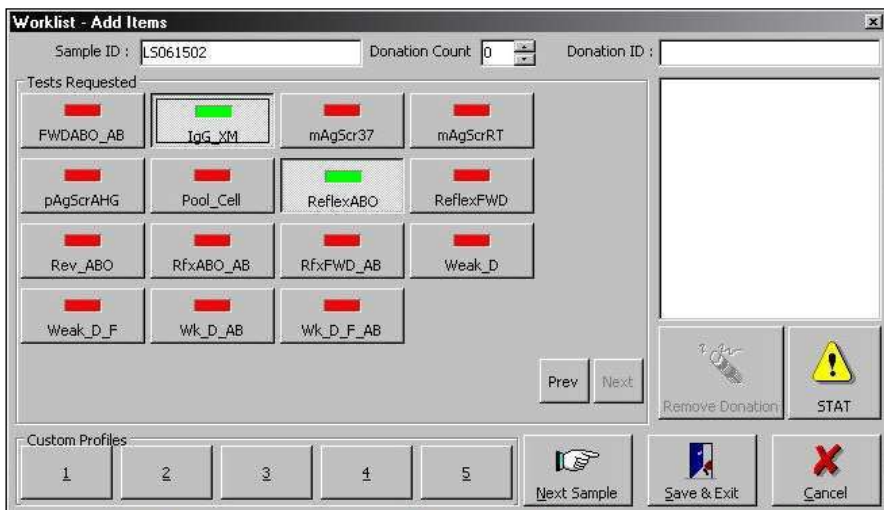 Worklist - Add Items
Sample ID : LS061502 Donation Count 0 Donation ID :
Tests Requested
FWDABO_AB IgG_XM mAgScr37 mAgScrRT
pAgScrAHG Pool_Cell ReflexABO ReflexFWD
Rev_ABO RfxABO_AB RfxFWD_AB Weak_D
Weak_D_F Wk_D_AB Wk_D_F_AB
Prev Next
Remove Donation STAT
Custom Profiles
1 2 3 4 5
Next Sample Save & Exit Cancel